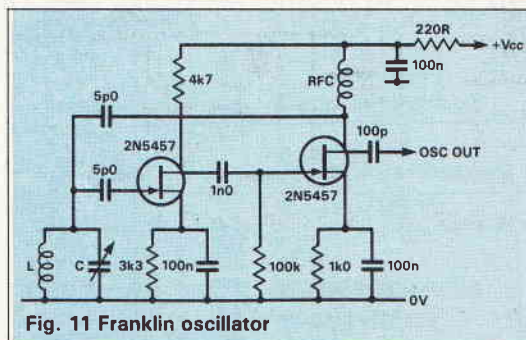 220R
+Vcc
4k7
RFC
100n
5p0
100p
OSC OUT
5p0
2N5457
1n0
2N5457
L
C
3k3
100n
100k
1k0
100n
0V
Fig. 11 Franklin oscillator